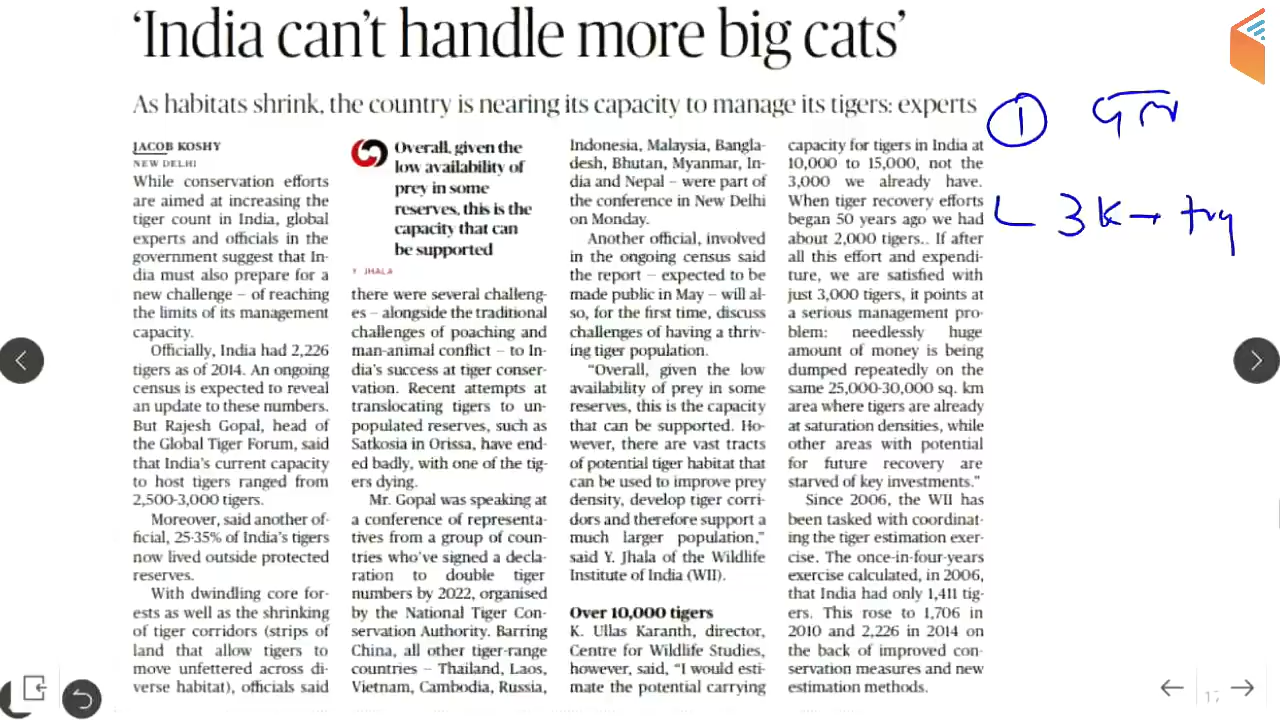 ‘India can’t handle more big cats’
As habitats shrink, the country is nearing its capacity to manage its tigers: experts
JACOB KOSHY
NEW DELHI
While conservation efforts
are aimed at increasing the
tiger count in India, global
experts and officials in the
government suggest that In-
dia must also prepare for a
new challenge – of reaching
the limits of its management
capacity.
Officially, India had 2,226
tigers as of 2014. An ongoing
census is expected to reveal
an update to these numbers.
But Rajesh Gopal, head of
the Global Tiger Forum, said
that India’s current capacity
to host tigers ranged from
2,500-3,000 tigers.
Moreover, said another of-
ficial, 25-35% of India’s tigers
now lived outside protected
reserves.
With dwindling core for-
ests as well as the shrinking
of tiger corridors (strips of
land that allow tigers to
move unfettered across di-
verse habitat), officials said
Overall, given the
low availability of
prey in some
reserves, this is the
capacity that can
be supported
Y JHALA
there were several challeng-
es – alongside the traditional
challenges of poaching and
man-animal conflict – to In-
dia’s success at tiger conser-
vation. Recent attempts at
translocating tigers to un-
populated reserves, such as
Satkosia in Orissa, have end-
ed badly, with one of the tig-
ers dying.
Mr. Gopal was speaking at
a conference of representa-
tives from a group of coun-
tries who’ve signed a decla-
ration to double tiger
numbers by 2022, organised
by the National Tiger Con-
servation Authority. Barring
China, all other tiger-range
countries – Thailand, Laos,
Vietnam, Cambodia, Russia,
Indonesia, Malaysia, Bangla-
desh, Bhutan, Myanmar, In-
dia and Nepal – were part of
the conference in New Delhi
on Monday.
Another official, involved
in the ongoing census said
the report – expected to be
made public in May – will al-
so, for the first time, discuss
challenges of having a thriv-
ing tiger population.
“Overall, given the low
availability of prey in some
reserves, this is the capacity
that can be supported. Ho-
wever, there are vast tracts
of potential tiger habitat that
can be used to improve prey
density, develop tiger corri-
dors and therefore support a
much larger population,”
said Y. Jhala of the Wildlife
Institute of India (WII).
Over 10,000 tigers
K. Ullas Karanth, director,
Centre for Wildlife Studies,
however, said, “I would esti-
mate the potential carrying
capacity for tigers in India at
10,000 to 15,000, not the
3,000 we already have.
When tiger recovery efforts
began 50 years ago we had
about 2,000 tigers.. If after
all this effort and expendi-
ture, we are satisfied with
just 3,000 tigers, it points at
a serious management pro-
blem: needlessly huge
amount of money is being
dumped repeatedly on the
same 25,000-30,000 sq. km
area where tigers are already
at saturation densities, while
other areas with potential
for future recovery are
starved of key investments.”
Since 2006, the WII has
been tasked with coordinat-
ing the tiger estimation exer-
cise. The once-in-four-years
exercise calculated, in 2006,
that India had only 1,411 tig-
ers. This rose to 1,706 in
2010 and 2,226 in 2014 on
the back of improved con-
servation measures and new
estimation methods.
1
3K →
17